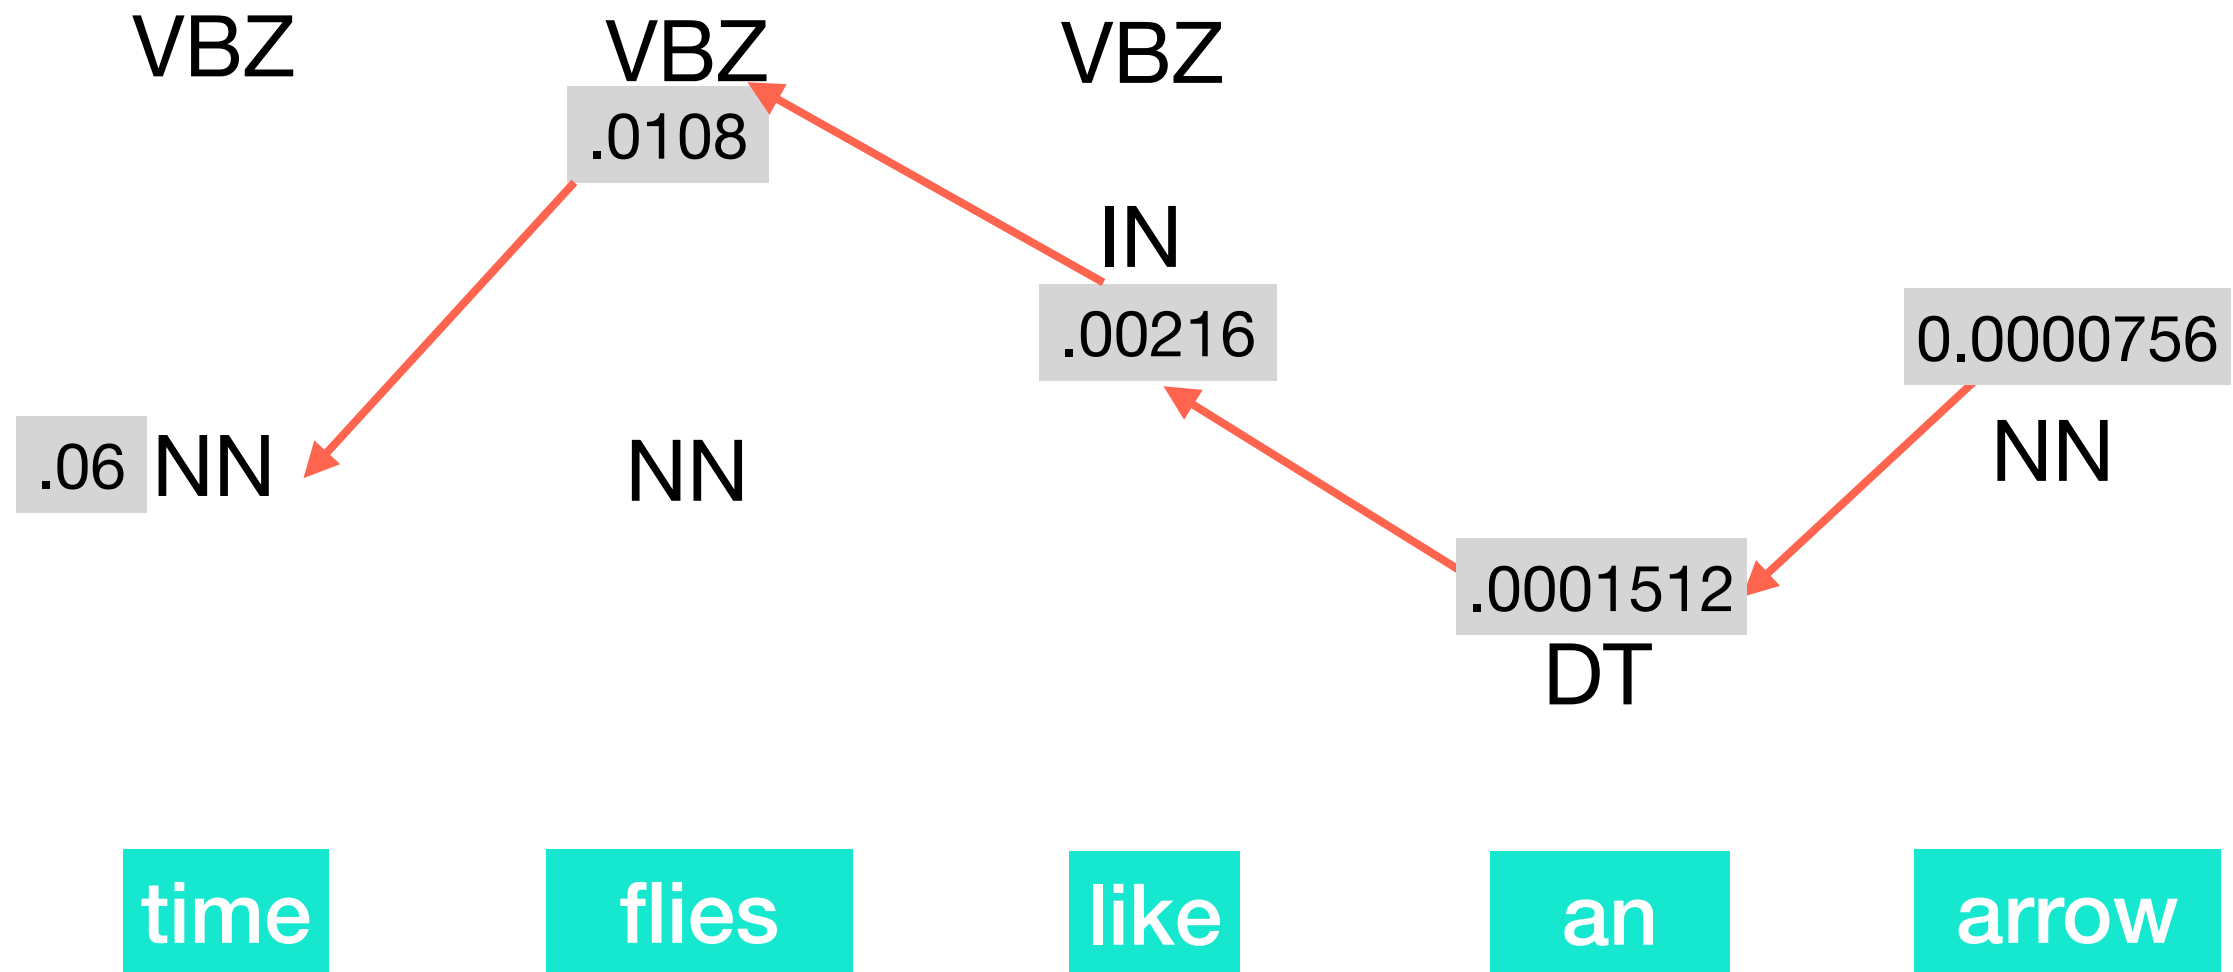 VBZ VBZ VBZ
.0108
IN
.00216 0.0000756
.06 NN NN NN
.0001512
DT
time flies like an arrow